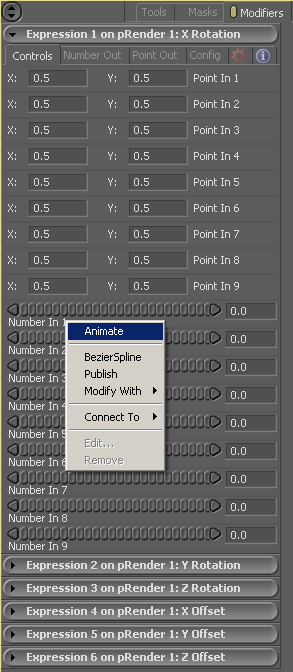 Tools Masks Modifiers
Expression 1 on pRender 1: X Rotation
Controls Number Out Point Out Config
X: 0.5 Y: 0.5 Point In 1
X: 0.5 Y: 0.5 Point In 2
X: 0.5 Y: 0.5 Point In 3
X: 0.5 Y: 0.5 Point In 4
X: 0.5 Y: 0.5 Point In 5
X: 0.5 Y: 0.5 Point In 6
X: 0.5 Y: 0.5 Point In 7
X: 0.5 Y: 0.5 Point In 8
X: 0.5 Y: 0.5 Point In 9
0.0
Number In 1
Animate
0.0
Number In 2
BezierSpline
0.0
Number In 3
Publish
Modify With
0.0
Number In 4
Connect To
0.0
Number In 5
Edit...
0.0
Number In 6
Remove
0.0
Number In 7
0.0
Number In 8
0.0
Number In 9
Expression 2 on pRender 1: Y Rotation
Expression 3 on pRender 1: Z Rotation
Expression 4 on pRender 1: X Offset
Expression 5 on pRender 1: Y Offset
Expression 6 on pRender 1: Z Offset